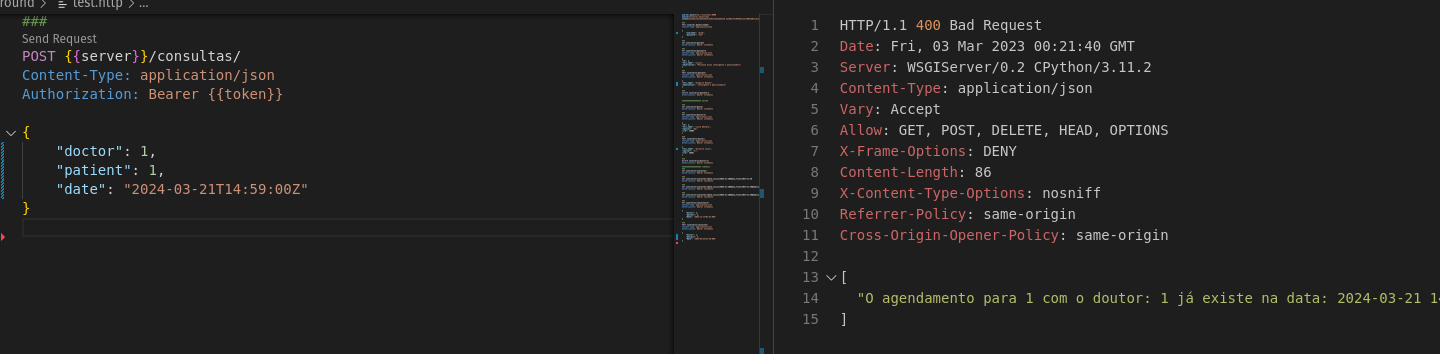 round > test.http > ...
###
Send Request
POST {{server}}/consultas/
Content-Type: application/json
Authorization: Bearer {{token}}
{
"doctor": 1,
"patient": 1,
"date": "2024-03-21T14:59:00Z"
}
1 HTTP/1.1 400 Bad Request
2 Date: Fri, 03 Mar 2023 00:21:40 GMT
3 Server: WSGIServer/0.2 CPython/3.11.2
4 Content-Type: application/json
5 Vary: Accept
6 Allow: GET, POST, DELETE, HEAD, OPTIONS
7 X-Frame-Options: DENY
8 Content-Length: 86
9 X-Content-Type-Options: nosniff
10 Referrer-Policy: same-origin
11 Cross-Origin-Opener-Policy: same-origin
12
13 [
14 "O agendamento para 1 com o doutor: 1 já existe na data: 2024-03-21 1
15 ]